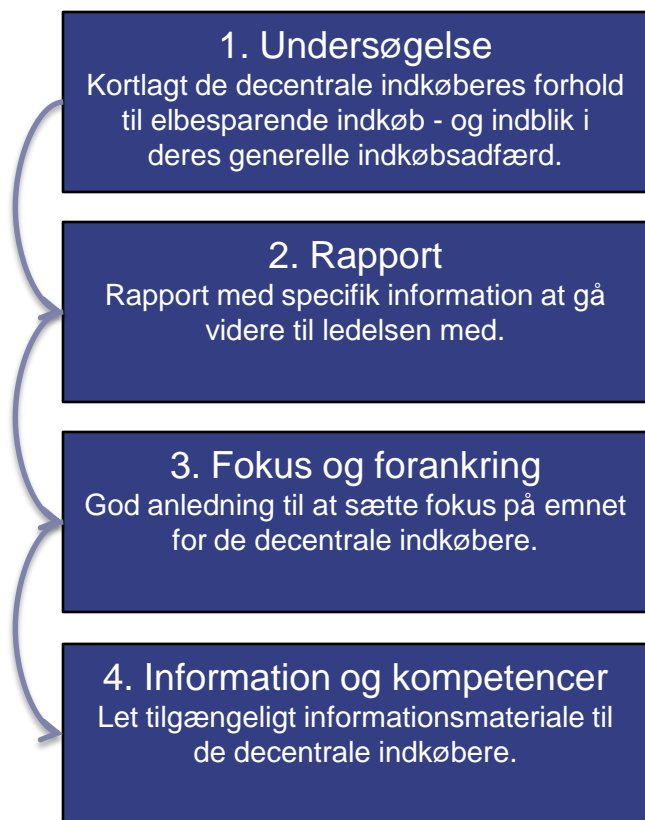 1. Undersøgelse
Kortlagt de decentrale indkøberes forhold
til elbesparende indkøb - og indblik i
deres generelle indkøbsadfærd.
2. Rapport
Rapport med specifik information at gå
videre til ledelsen med.
3. Fokus og forankring
God anledning til at sætte fokus på emnet
for de decentrale indkøbere.
4. Information og kompetencer
Let tilgængeligt informationsmateriale til
de decentrale indkøbere.